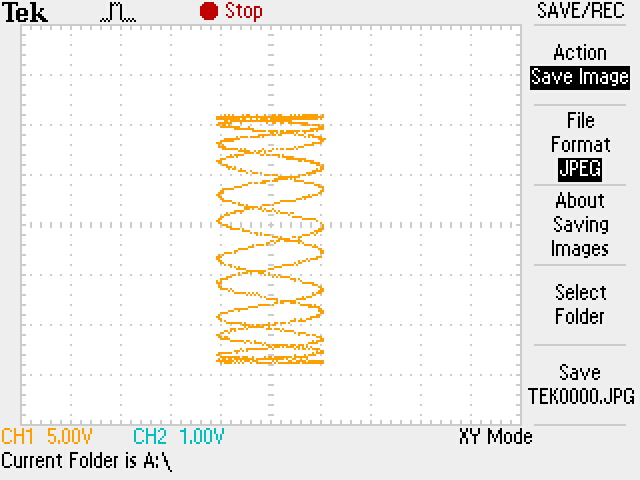 Tek Stop SAVE/REC
Action
Save Image
File
Format
JPEG
About
Saving
Images
Select
Folder
Save
TEK0000.JPG
CH1 5.00V CH2 1.00V XY Mode
Current Folder is A:\